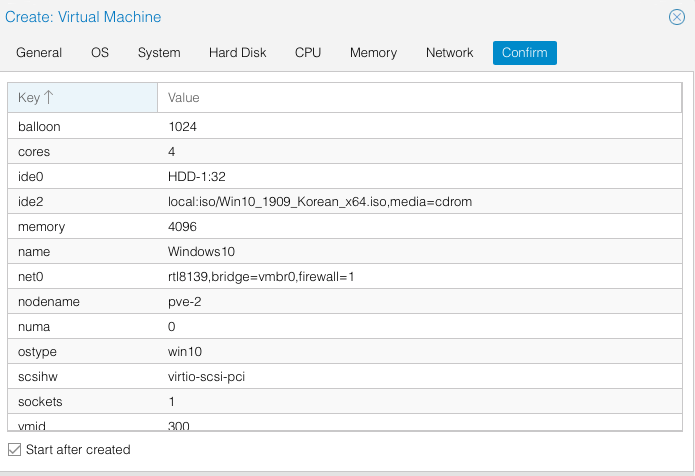 Create: Virtual Machine
General OS System Hard Disk CPU Memory Network Confirm
Key ↑ Value
balloon 1024
cores 4
ide0 HDD-1:32
ide2 local:iso/Win10_1909_Korean_x64.iso,media=cdrom
memory 4096
name Windows10
net0 rtl8139,bridge=vmbr0,firewall=1
nodename pve-2
numa 0
ostype win10
scsihw virtio-scsi-pci
sockets 1
vmid 300
Start after created